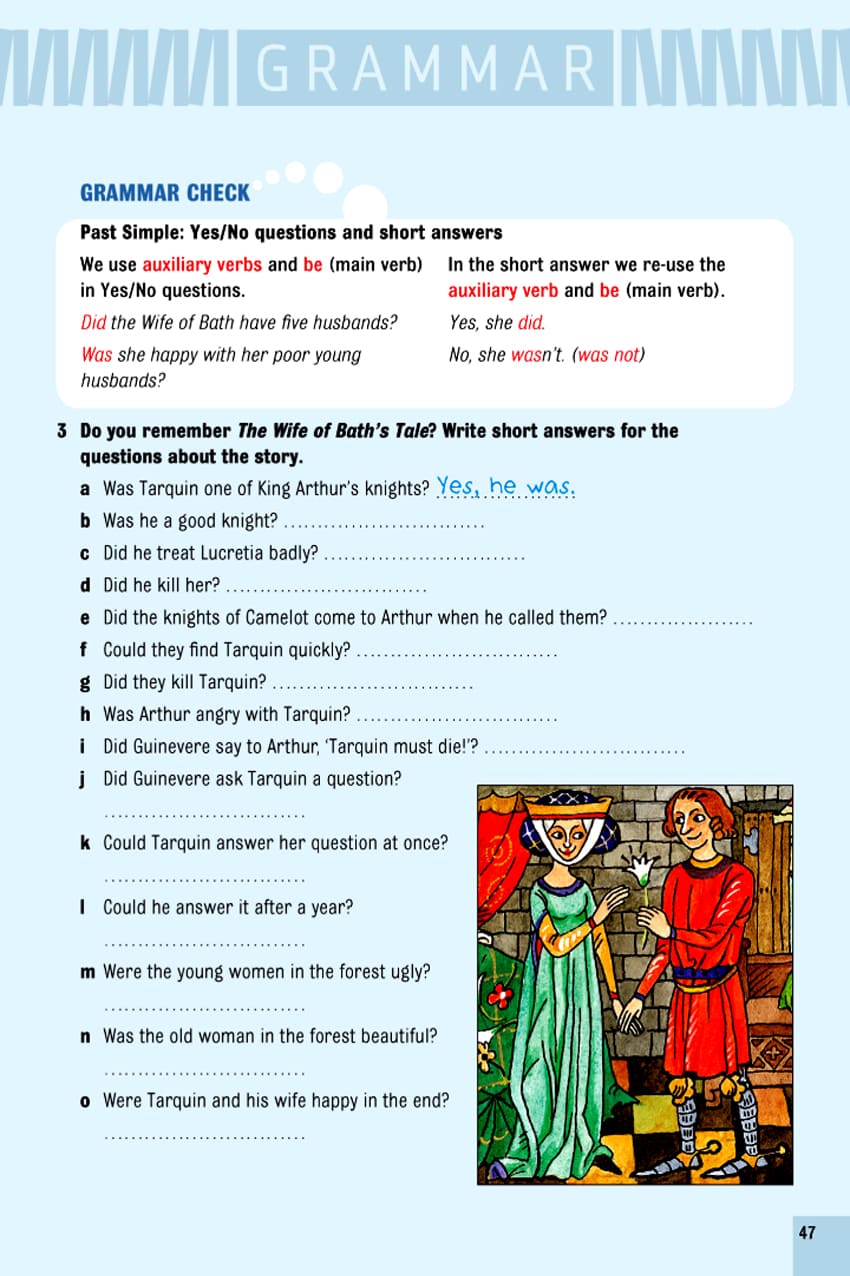 GRAMMAR
GRAMMAR CHECK
Past Simple: Yes/No questions and short answers
We use auxiliary verbs and be (main verb)
in Yes/No questions.
Did the Wife of Bath have five husbands?
Was she happy with her poor young
husbands?
In the short answer we re-use the
auxiliary verb and be (main verb).
Yes, she did.
No, she wasn't. (was not)
3 Do you remember The Wife of Bath's Tale? Write short answers for the
questions about the story.
a Was Tarquin one of King Arthur's knights? Yes, he was.
b Was he a good knight? ..............................
c Did he treat Lucretia badly? ..............................
d Did he kill her? ..............................
e Did the knights of Camelot come to Arthur when he called them? .....................
f Could they find Tarquin quickly? ..............................
g Did they kill Tarquin? ..............................
h Was Arthur angry with Tarquin? ..............................
i Did Guinevere say to Arthur, 'Tarquin must die!'? ..............................
j Did Guinevere ask Tarquin a question?
..............................
k Could Tarquin answer her question at once?
..............................
l Could he answer it after a year?
..............................
m Were the young women in the forest ugly?
..............................
n Was the old woman in the forest beautiful?
..............................
o Were Tarquin and his wife happy in the end?
..............................
47